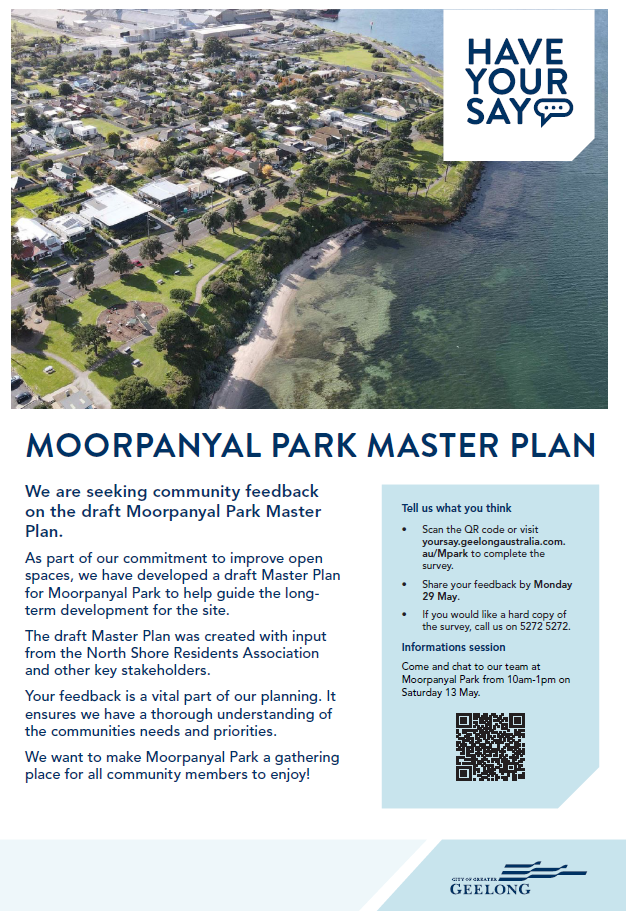 HAVE
YOUR
SAY
MOORPANYAL PARK MASTER PLAN
We are seeking community feedback
on the draft Moorpanyal Park Master
Plan.
As part of our commitment to improve open
spaces, we have developed a draft Master Plan
for Moorpanyal Park to help guide the long-
term development for the site.
The draft Master Plan was created with input
from the North Shore Residents Association
and other key stakeholders.
Your feedback is a vital part of our planning. It
ensures we have a thorough understanding of
the communities needs and priorities.
We want to make Moorpanyal Park a gathering
place for all community members to enjoy!
Tell us what you think
• Scan the QR code or visit
yoursay.geelongaustralia.com.
au/Mpark to complete the
survey.
• Share your feedback by Monday
29 May.
• If you would like a hard copy of
the survey, call us on 5272 5272.
Informations session
Come and chat to our team at
Moorpanyal Park from 10am-1pm on
Saturday 13 May.
CITY OF GREATER
GEELONG